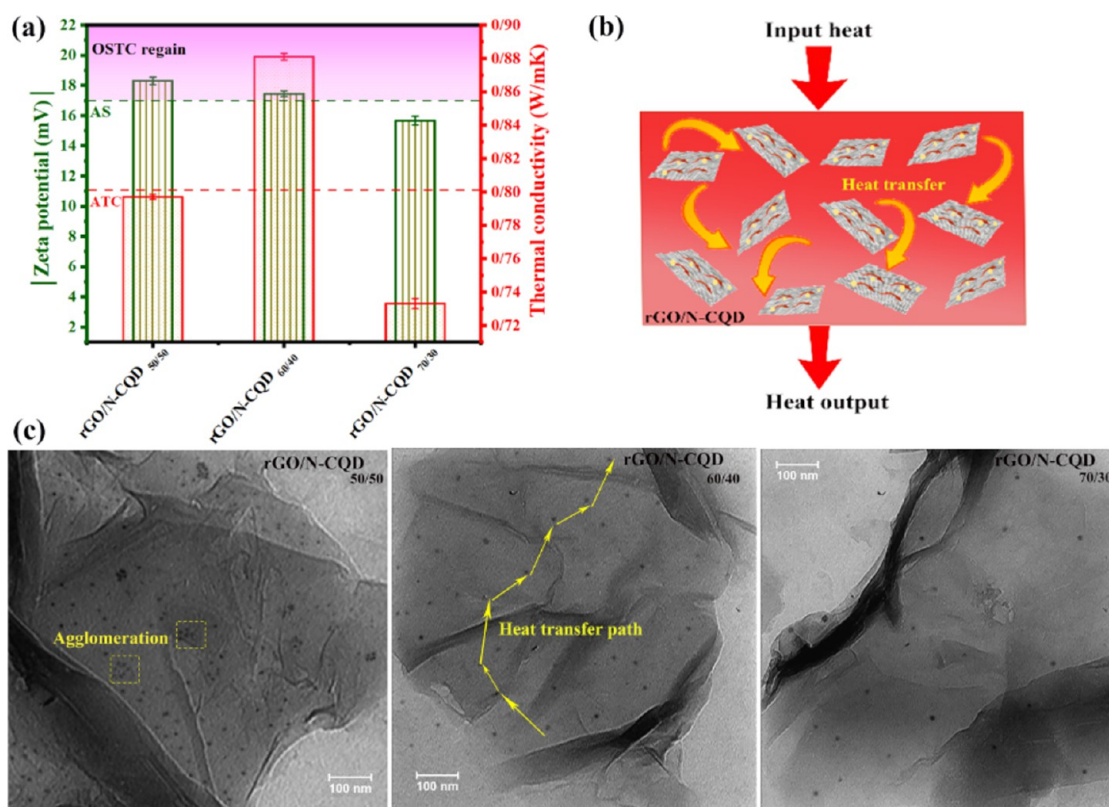 (a)
22
20
18
16
14
12
10
8
6
4
2
| Zeta potential (mV) |
OSTC regain
AS
ATC
0/90
0/88
0/86
0/84
0/82
0/80
0/78
0/76
0/74
0/72
Thermal conductivity (W/mK)
rGO/N-CQD 50/50
rGO/N-CQD 60/40
rGO/N-CQD 70/30
(b)
Input heat
Heat transfer
rGO/N-CQD
Heat output
(c)
rGO/N-CQD
50/50
Agglomeration
100 nm
rGO/N-CQD
60/40
Heat transfer path
100 nm
rGO/N-CQD
70/30
100 nm